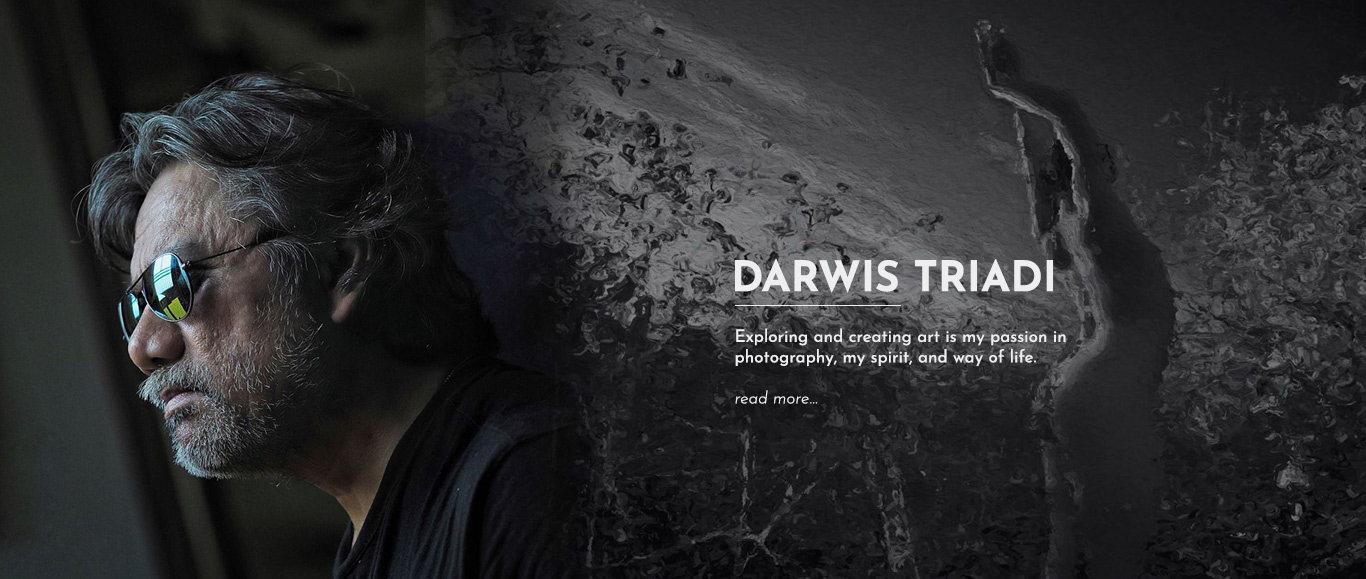 DARWIS TRIADI
Exploring and creating art is my passion in
photography, my spirit, and way of life.
read more...